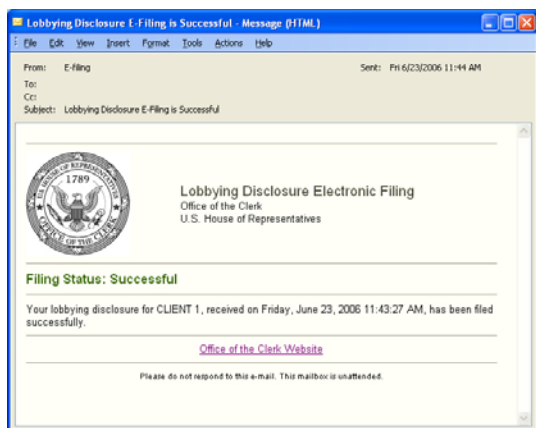 Lobbying Disclosure E-Filing is Successful - Message (HTML)
File Edit View Insert Format Tools Actions Help
From: E-filing Sent: Fri 6/23/2006 11:44 AM
To:
Cc:
Subject: Lobbying Disclosure E-Filing is Successful
U.S. HOUSE OF REPRESENTATIVES
1789
OFFICE OF THE CLERK
Lobbying Disclosure Electronic Filing
Office of the Clerk
U.S. House of Representatives
Filing Status: Successful
Your lobbying disclosure for CLIENT 1, received on Friday, June 23, 2006 11:43:27 AM, has been filed
successfully.
Office of the Clerk Website
Please do not respond to this e-mail. This mailbox is unattended.